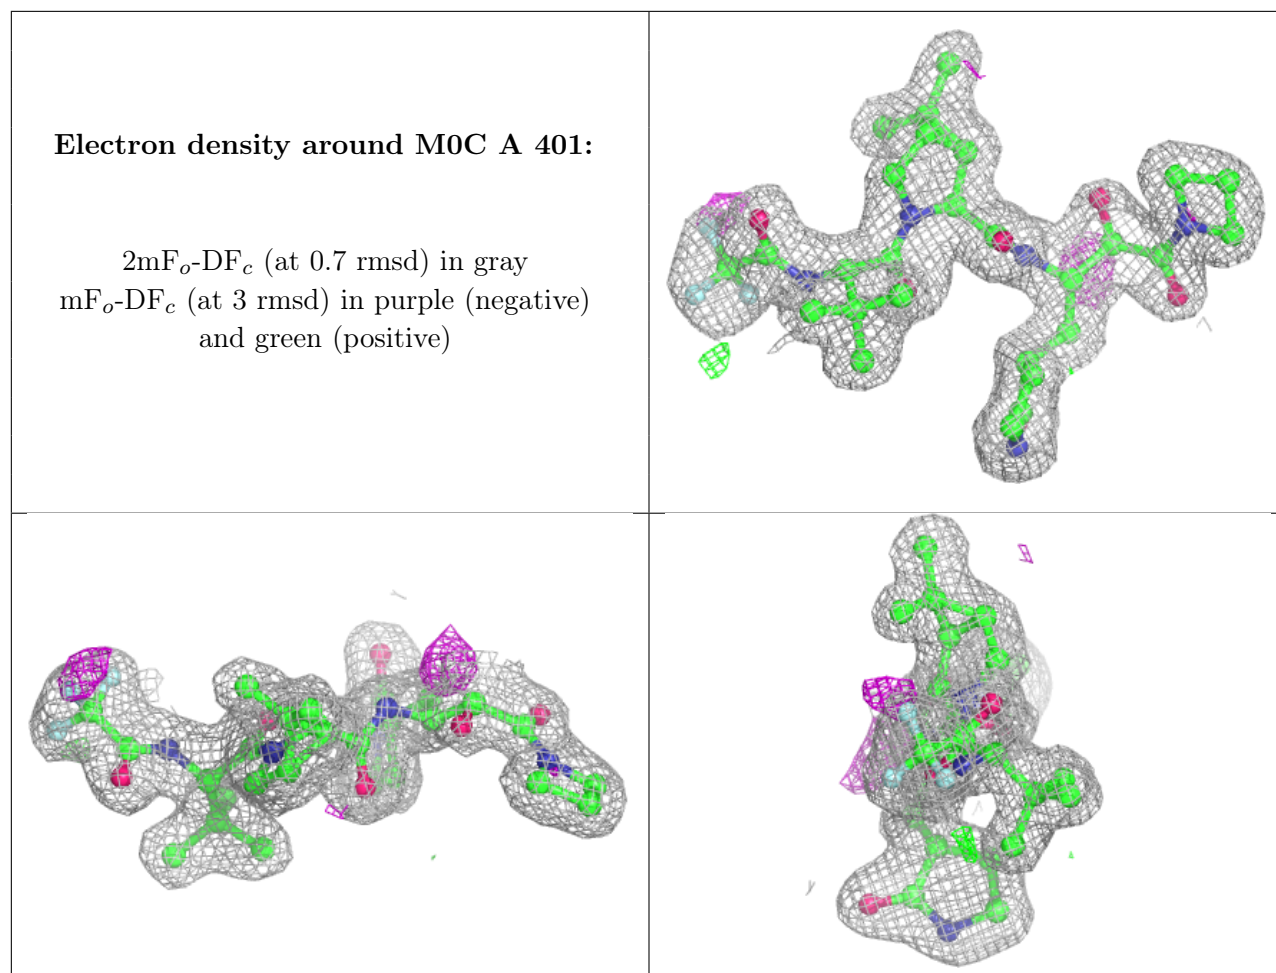 Electron density around M0C A 401:
2mFo-DFc (at 0.7 rmsd) in gray
mFo-DFc (at 3 rmsd) in purple (negative)
and green (positive)